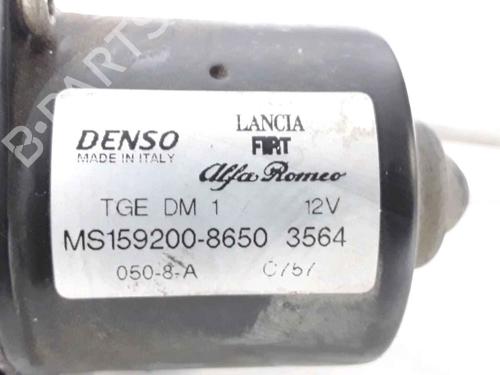 B-PARTS
LANCIA
DENSO FIAT
MADE IN ITALY Alfa Romeo
TGE DM 1 12V
MS159200-8650 3564
050-8-A C757